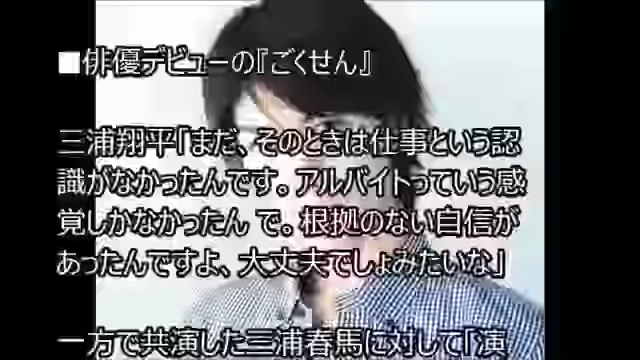 ■俳優デビューの『ごくせん』
三浦翔平「まだ、そのときは仕事という認
識がなかったんです。アルバイトっていう感
覚しかなかったん で。根拠のない自信が
あったんですよ、大丈夫でしょみたいな」
一方で共演した三浦春馬に対して「演